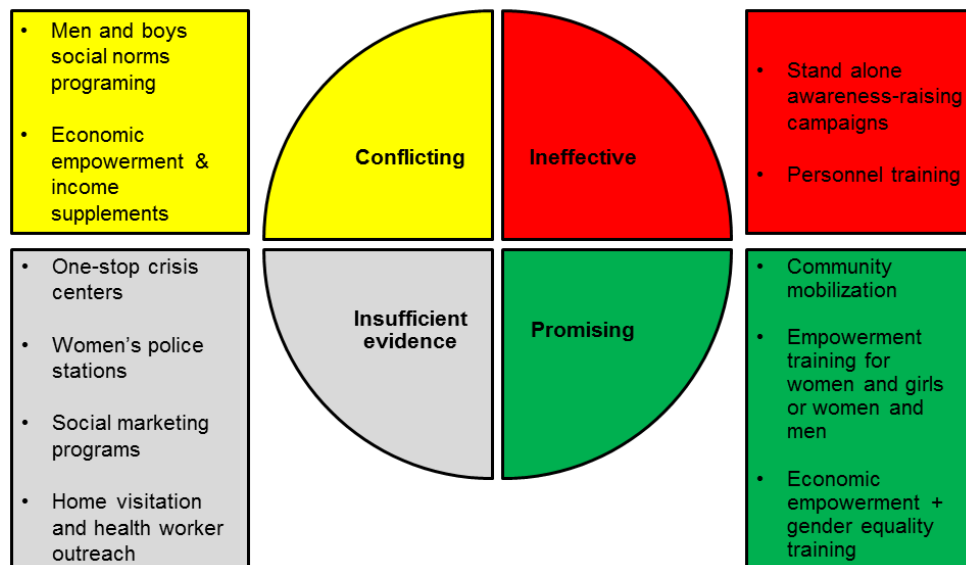 • Men and boys
social norms
programing
• Economic
empowerment &
income
supplements
Conflicting
Ineffective
• Stand alone
awareness-raising
campaigns
• Personnel training
• One-stop crisis
centers
• Women's police
stations
• Social marketing
programs
• Home visitation
and health worker
outreach
Insufficient
evidence
Promising
• Community
mobilization
• Empowerment
training for
women and girls
or women and
men
• Economic
empowerment +
gender equality
training